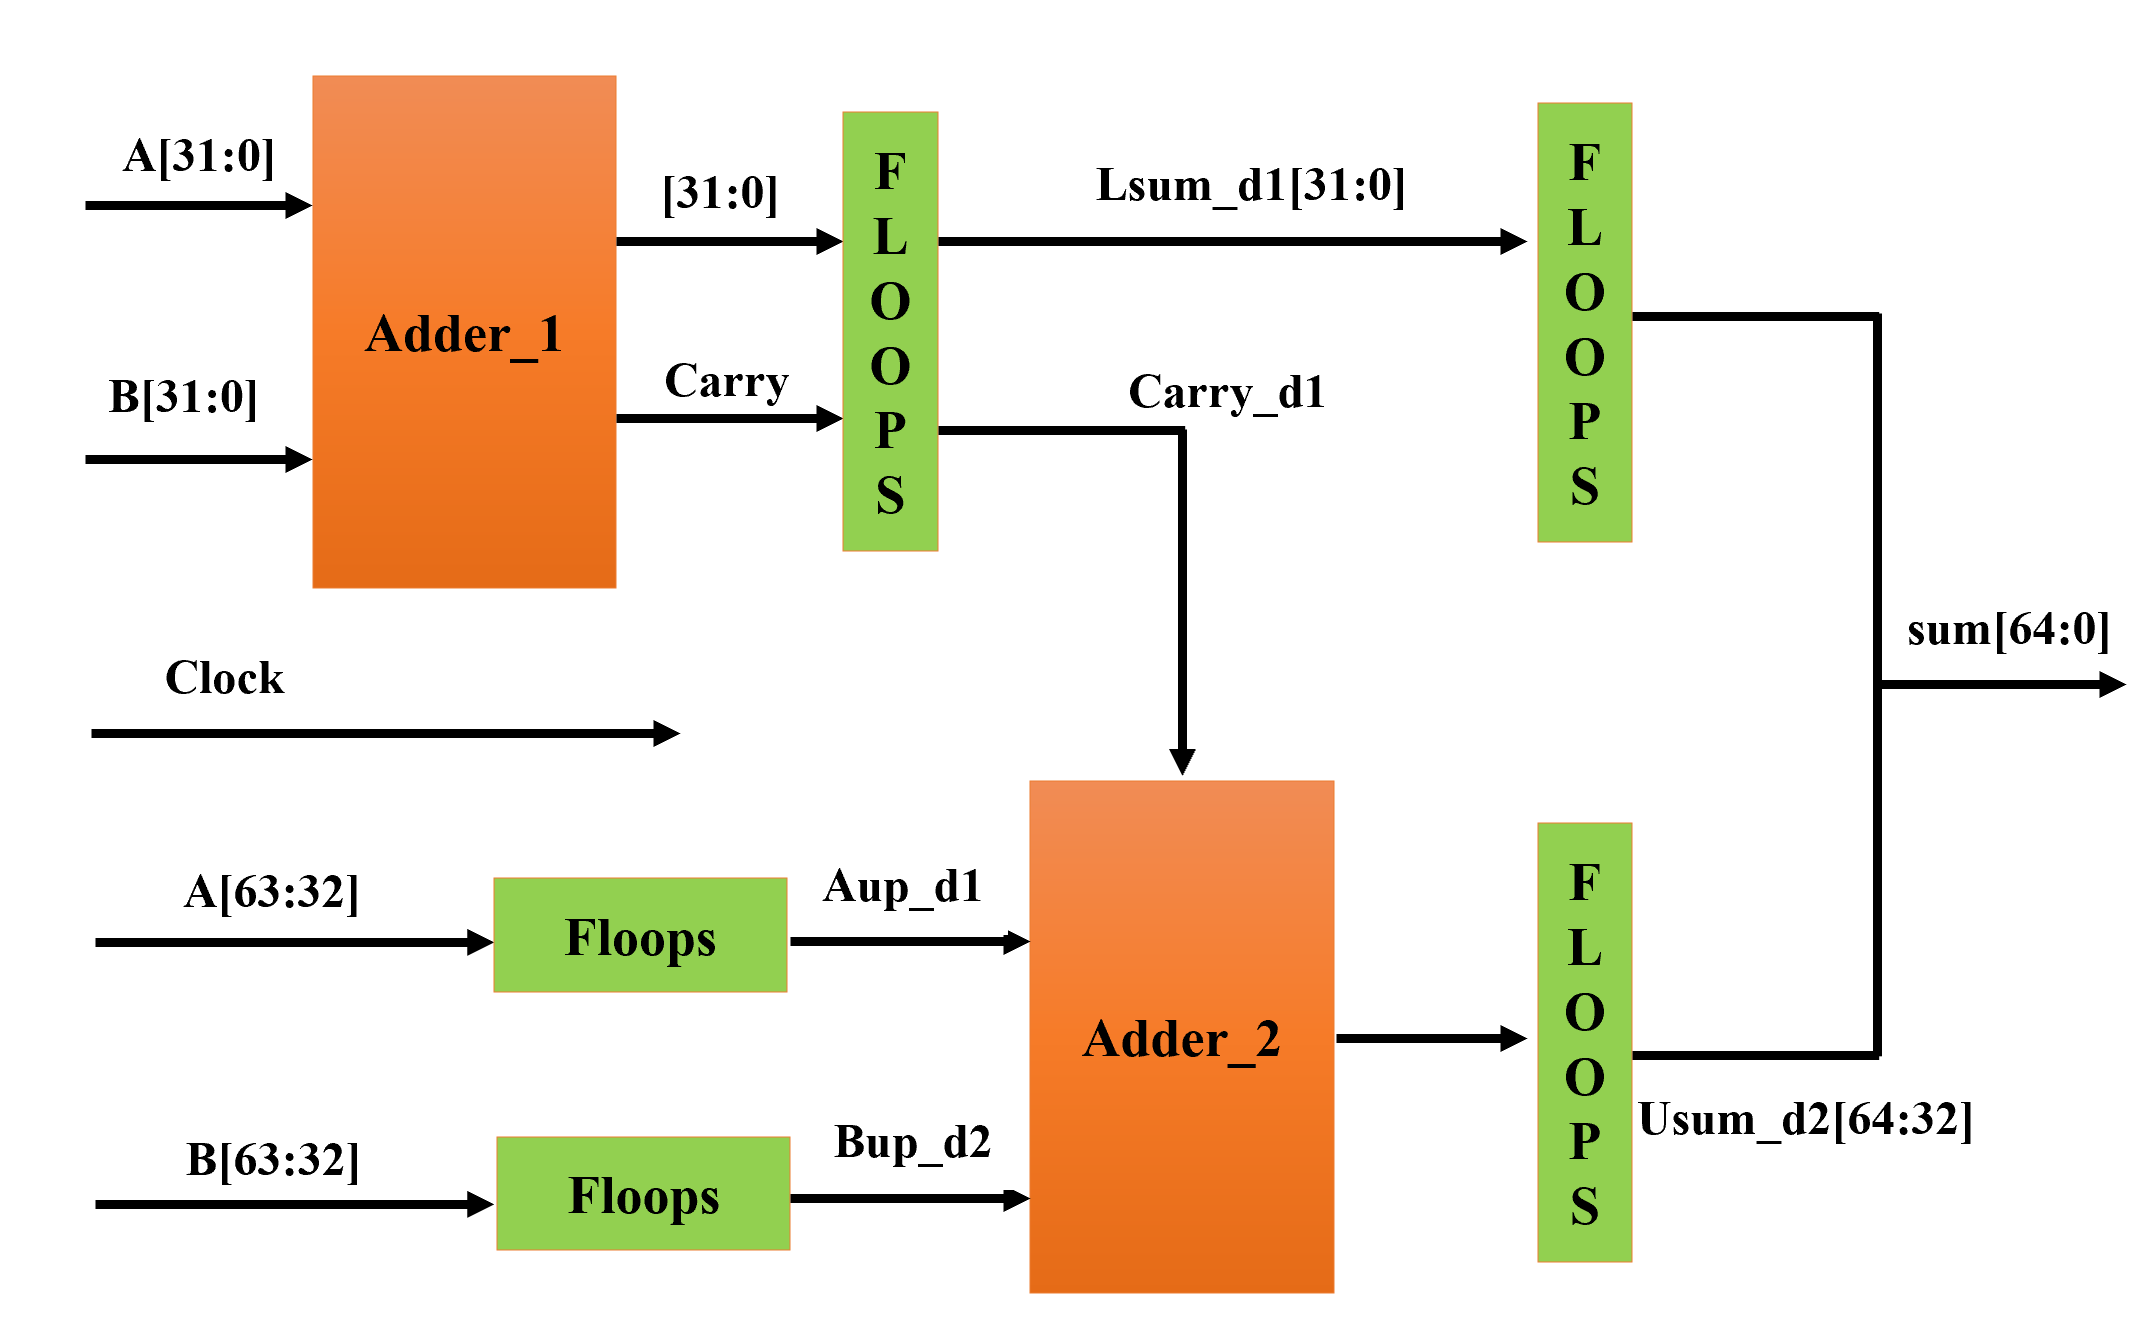 A[31:0]
B[31:0]
Adder_1
[31:0]
Carry
FLOOPS
Lsum_d1[31:0]
Carry_d1
FLOOPS
sum[64:0]
Clock
A[63:32]
Floops
Aup_d1
B[63:32]
Floops
Bup_d2
Adder_2
FLOOPS
Usum_d2[64:32]